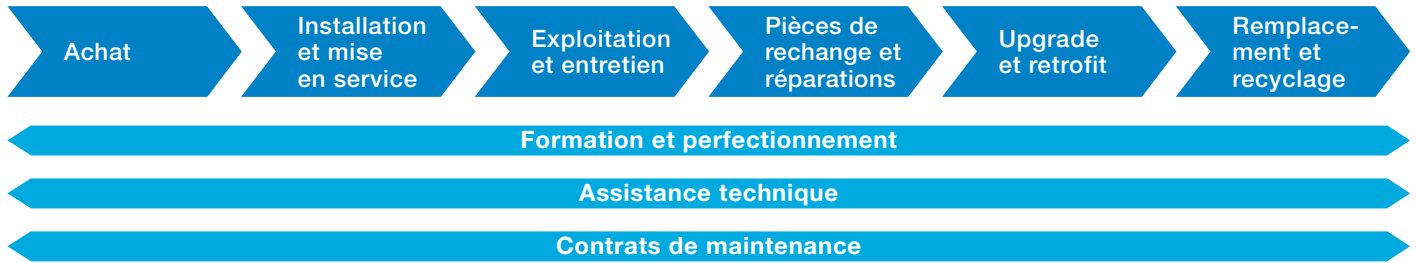 Achat
Installation
et mise
en service
Exploitation
et entretien
Pièces de
rechange et
réparations
Upgrade
et retrofit
Remplace-
ment et
recyclage
Formation et perfectionnement
Assistance technique
Contrats de maintenance